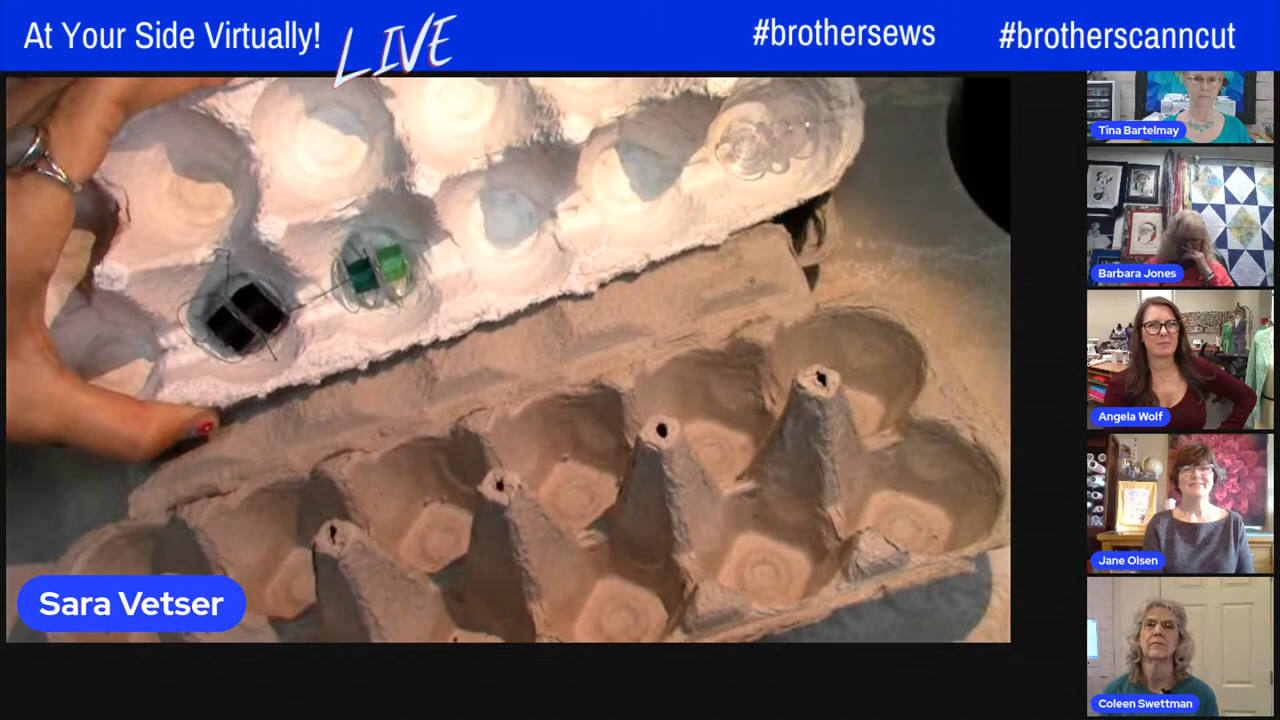 At Your Side Virtually! LIVE #brothersews #brotherscanncut
Tina Bartelmay
Barbara Jones
Angela Wolf
Jane Olsen
Sara Vetser
Coleen Swettman